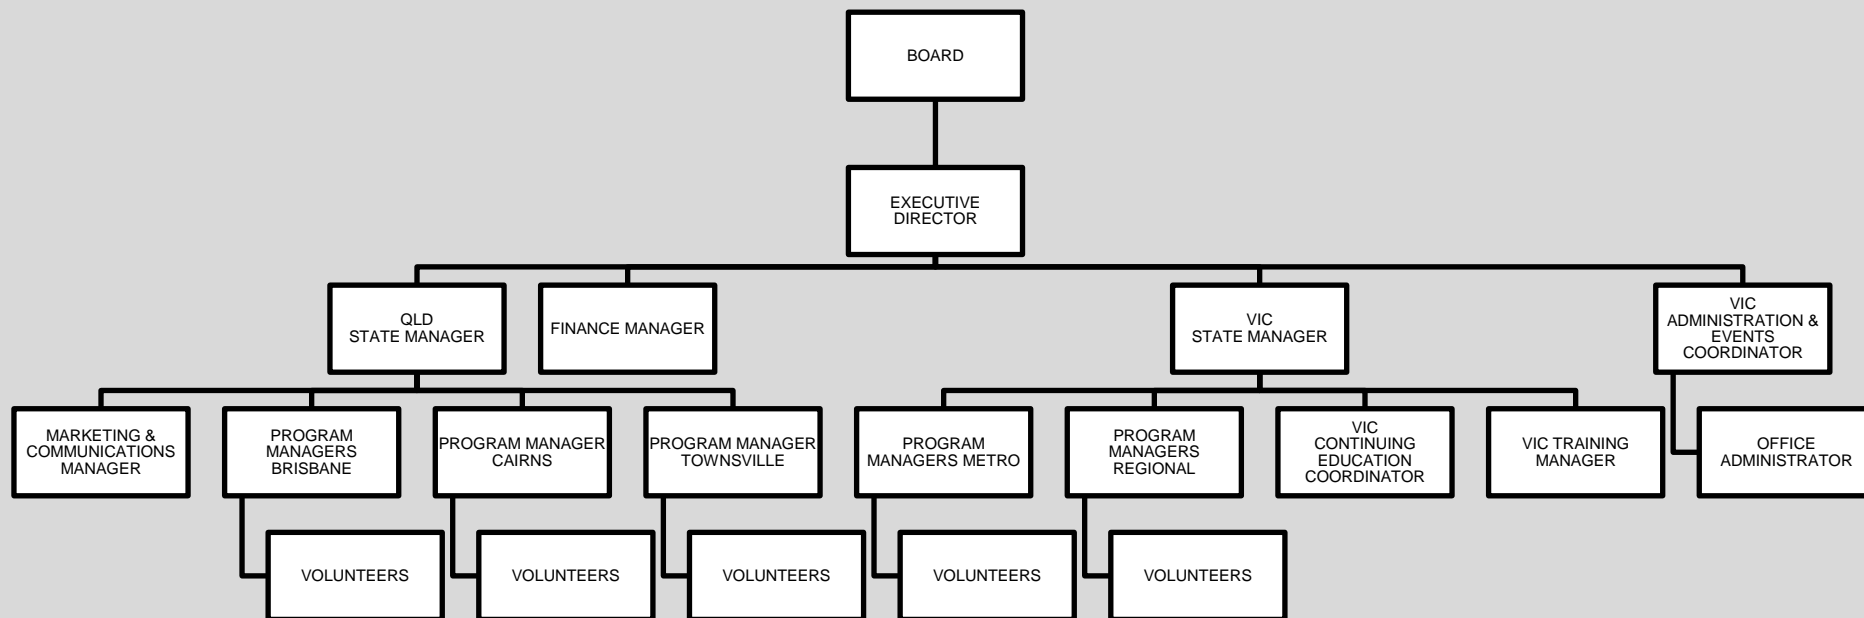 BOARD
EXECUTIVE
DIRECTOR
QLD
STATE MANAGER
FINANCE MANAGER
VIC
STATE MANAGER
VIC
ADMINISTRATION &
EVENTS
COORDINATOR
MARKETING &
COMMUNICATIONS
MANAGER
PROGRAM
MANAGERS
BRISBANE
PROGRAM MANAGER
CAIRNS
PROGRAM MANAGER
TOWNSVILLE
PROGRAM
MANAGERS METRO
PROGRAM
MANAGERS
REGIONAL
VIC
CONTINUING
EDUCATION
COORDINATOR
VIC TRAINING
MANAGER
OFFICE
ADMINISTRATOR
VOLUNTEERS
VOLUNTEERS
VOLUNTEERS
VOLUNTEERS
VOLUNTEERS